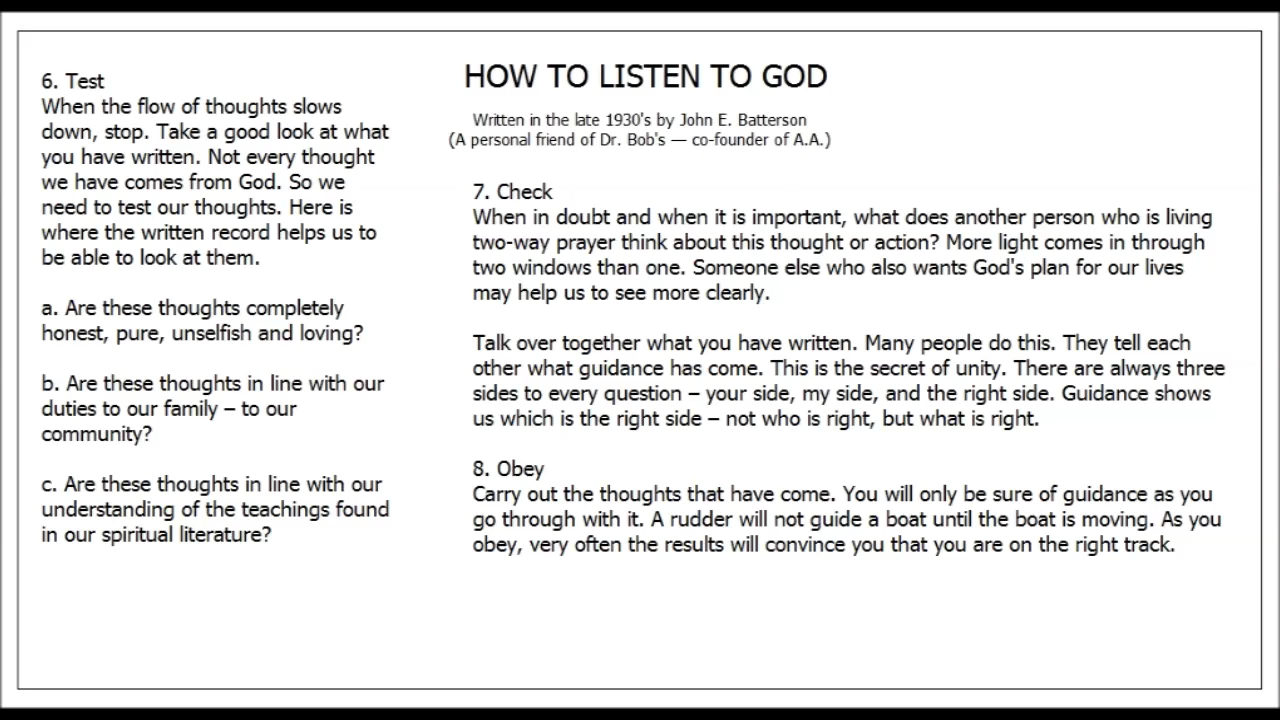 HOW TO LISTEN TO GOD
Written in the late 1930's by John E. Batterson
(A personal friend of Dr. Bob's — co-founder of A.A.)
6. Test
When the flow of thoughts slows
down, stop. Take a good look at what
you have written. Not every thought
we have comes from God. So we
need to test our thoughts. Here is
where the written record helps us to
be able to look at them.
a. Are these thoughts completely
honest, pure, unselfish and loving?
b. Are these thoughts in line with our
duties to our family – to our
community?
c. Are these thoughts in line with our
understanding of the teachings found
in our spiritual literature?
7. Check
When in doubt and when it is important, what does another person who is living
two-way prayer think about this thought or action? More light comes in through
two windows than one. Someone else who also wants God's plan for our lives
may help us to see more clearly.
Talk over together what you have written. Many people do this. They tell each
other what guidance has come. This is the secret of unity. There are always three
sides to every question – your side, my side, and the right side. Guidance shows
us which is the right side – not who is right, but what is right.
8. Obey
Carry out the thoughts that have come. You will only be sure of guidance as you
go through with it. A rudder will not guide a boat until the boat is moving. As you
obey, very often the results will convince you that you are on the right track.